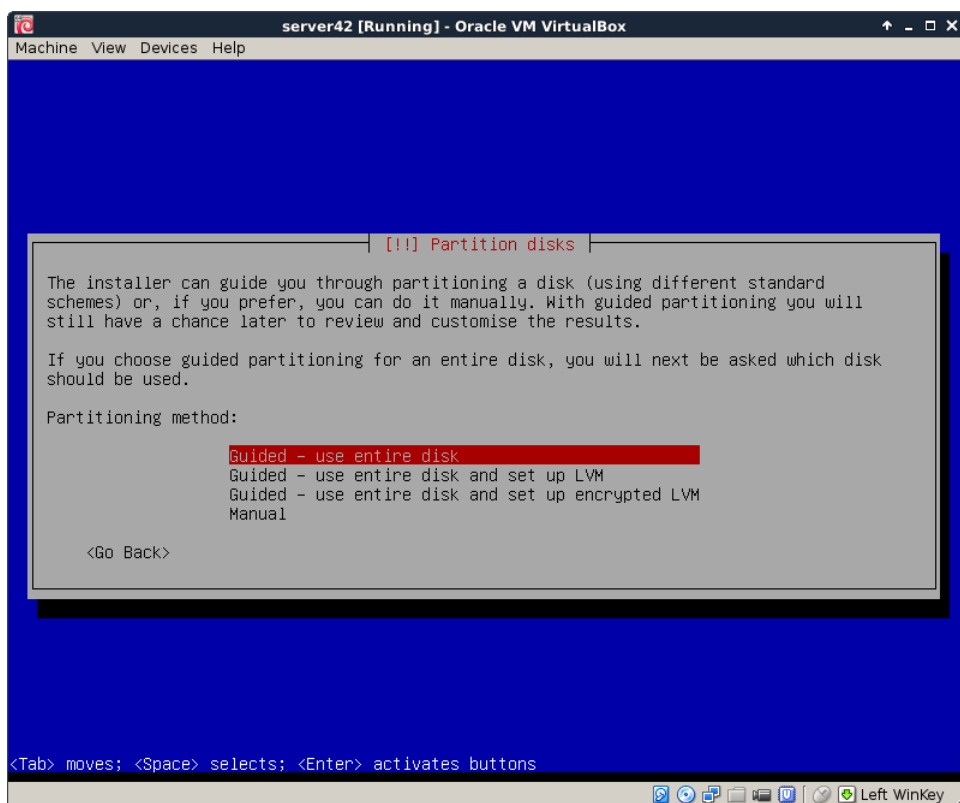 server42 [Running] - Oracle VM VirtualBox
Machine View Devices Help
[!!] Partition disks
The installer can guide you through partitioning a disk (using different standard
schemes) or, if you prefer, you can do it manually. With guided partitioning you will
still have a chance later to review and customise the results.
If you choose guided partitioning for an entire disk, you will next be asked which disk
should be used.
Partitioning method:
Guided - use entire disk
Guided - use entire disk and set up LVM
Guided - use entire disk and set up encrypted LVM
Manual
<Go Back>
<Tab> moves; <Space> selects; <Enter> activates buttons
Left WinKey